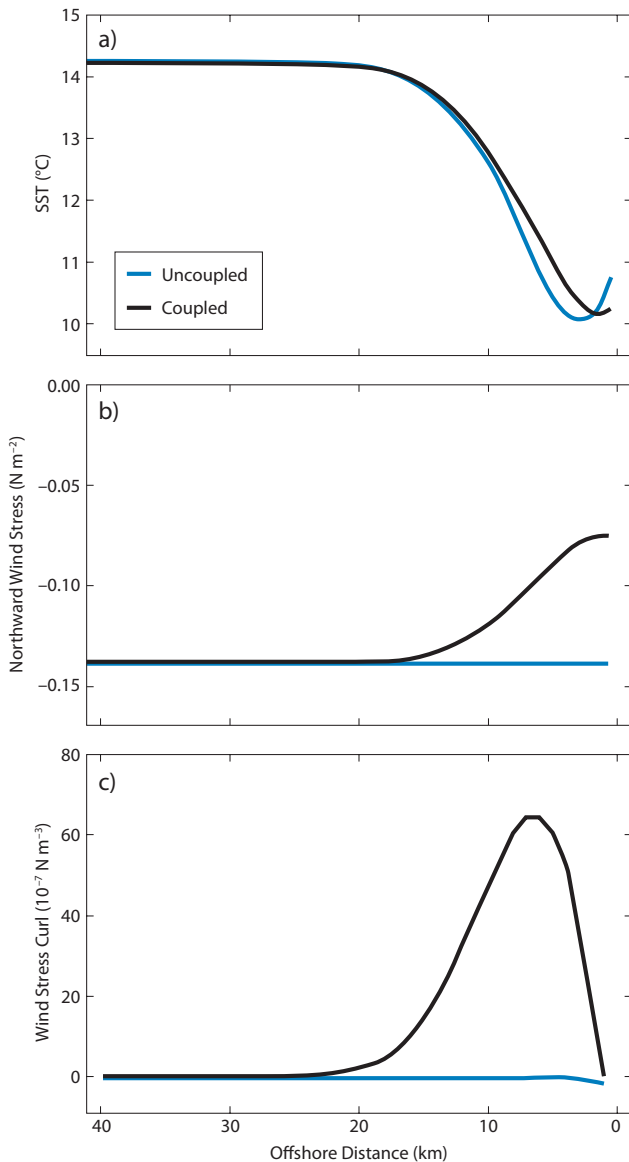 a)
15
14
13
12
11
10
SST (°C)
Uncoupled
Coupled
b)
0.00
−0.05
−0.10
−0.15
Northward Wind Stress (N m⁻²)
c)
80
60
40
20
0
Wind Stress Curl (10⁻⁷ N m⁻³)
40
30
20
10
0
Offshore Distance (km)